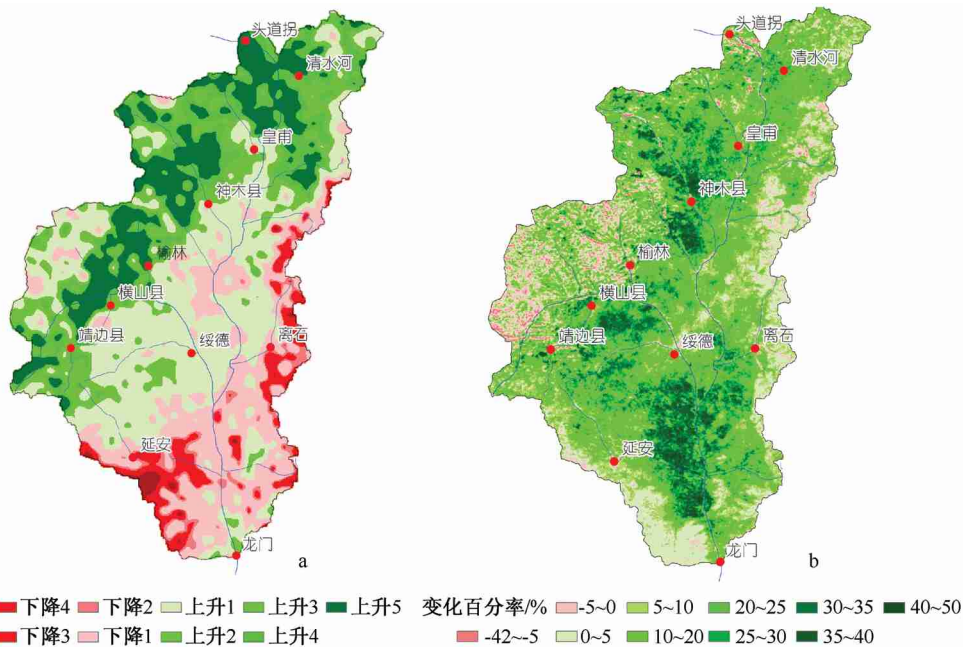 头道拐
清水河
皇甫
神木县
榆林
横山县
靖边县
绥德
离石
延安
龙门
a
头道拐
清水河
皇甫
神木县
榆林
横山县
靖边县
绥德
离石
延安
龙门
b
下降4 下降2 上升1 上升3 上升5
下降3 下降1 上升2 上升4
变化百分率/% -5~0 5~10 20~25 30~35 40~50
-42~-5 0~5 10~20 25~30 35~40